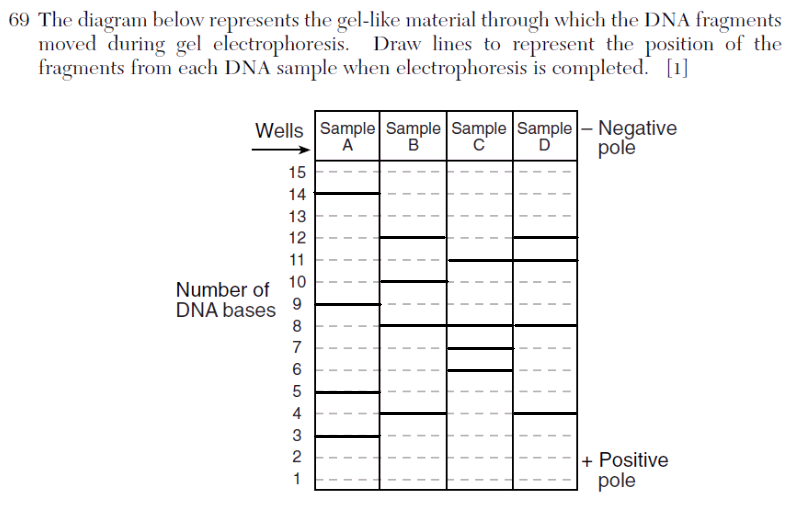 69 The diagram below represents the gel-like material through which the DNA fragments
moved during gel electrophoresis. Draw lines to represent the position of the
fragments from each DNA sample when electrophoresis is completed. [1]
Wells Sample A Sample B Sample C Sample D – Negative pole
15
14
13
12
11
10
Number of DNA bases
9
8
7
6
5
4
3
2
+ Positive pole
1